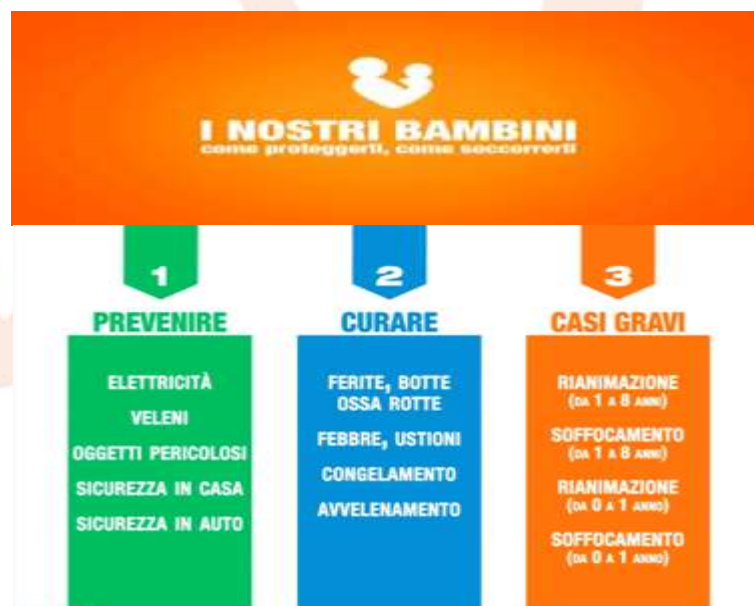 I NOSTRI BAMBINI
come proteggerti, come soccorrerti
1
PREVENIRE
ELETTRICITÀ
VELENI
OGGETTI PERICOLOSI
SICUREZZA IN CASA
SICUREZZA IN AUTO
2
CURARE
FERITE, BOTTE
OSSA ROTTE
FEBBRE, USTIONI
CONGELAMENTO
AVVELENAMENTO
3
CASI GRAVI
RIANIMAZIONE
(DA 1 A 8 ANNI)
SOFFOCAMENTO
(DA 1 A 8 ANNI)
RIANIMAZIONE
(DA 0 A 1 ANNO)
SOFFOCAMENTO
(DA 0 A 1 ANNO)